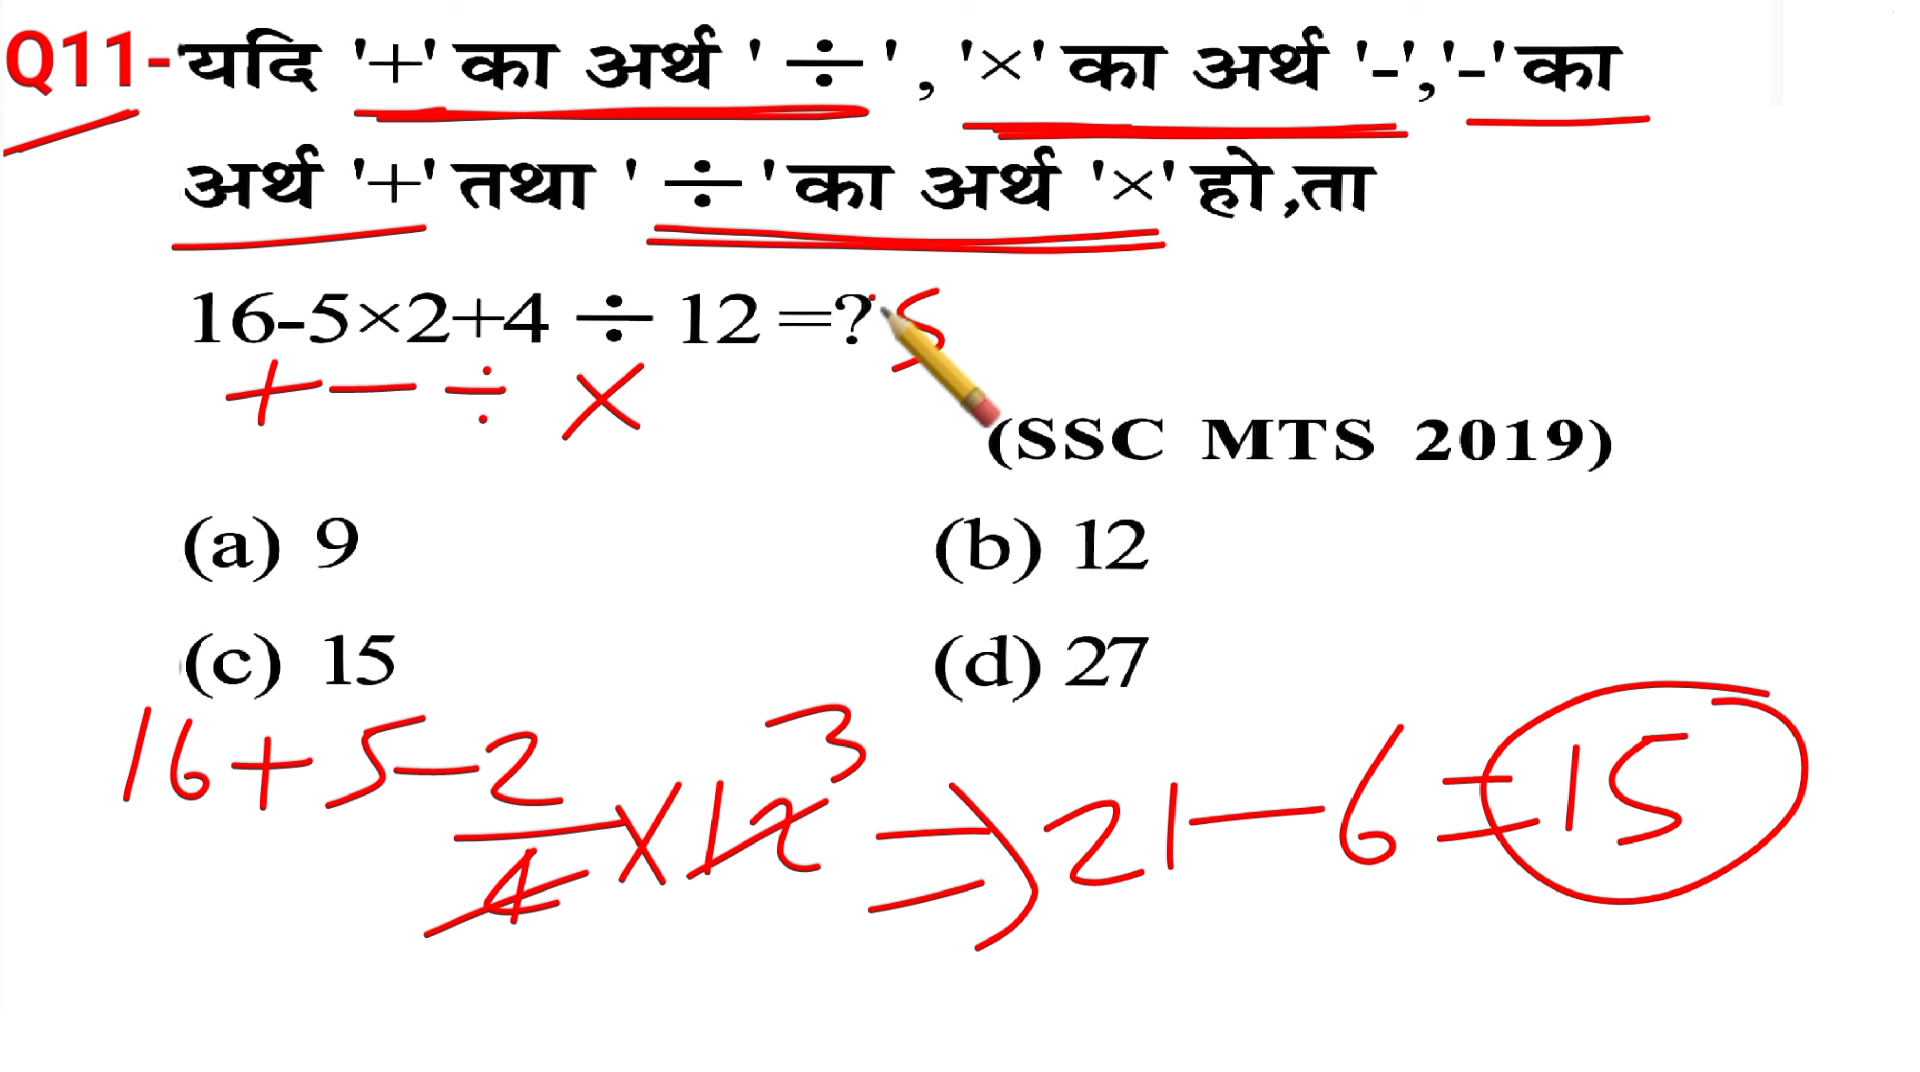 Q11-यदि '+' का अर्थ ' ÷ ' , '×' का अर्थ '-','-' का
अर्थ '+' तथा ' ÷ ' का अर्थ '×' हो,ता
16-5×2+4 ÷ 12 =? 5
+ - ÷ ×
(SSC MTS 2019)
(a) 9 (b) 12
(c) 15 (d) 27
16+5-2/4×12 3 ⇒ 21-6=15